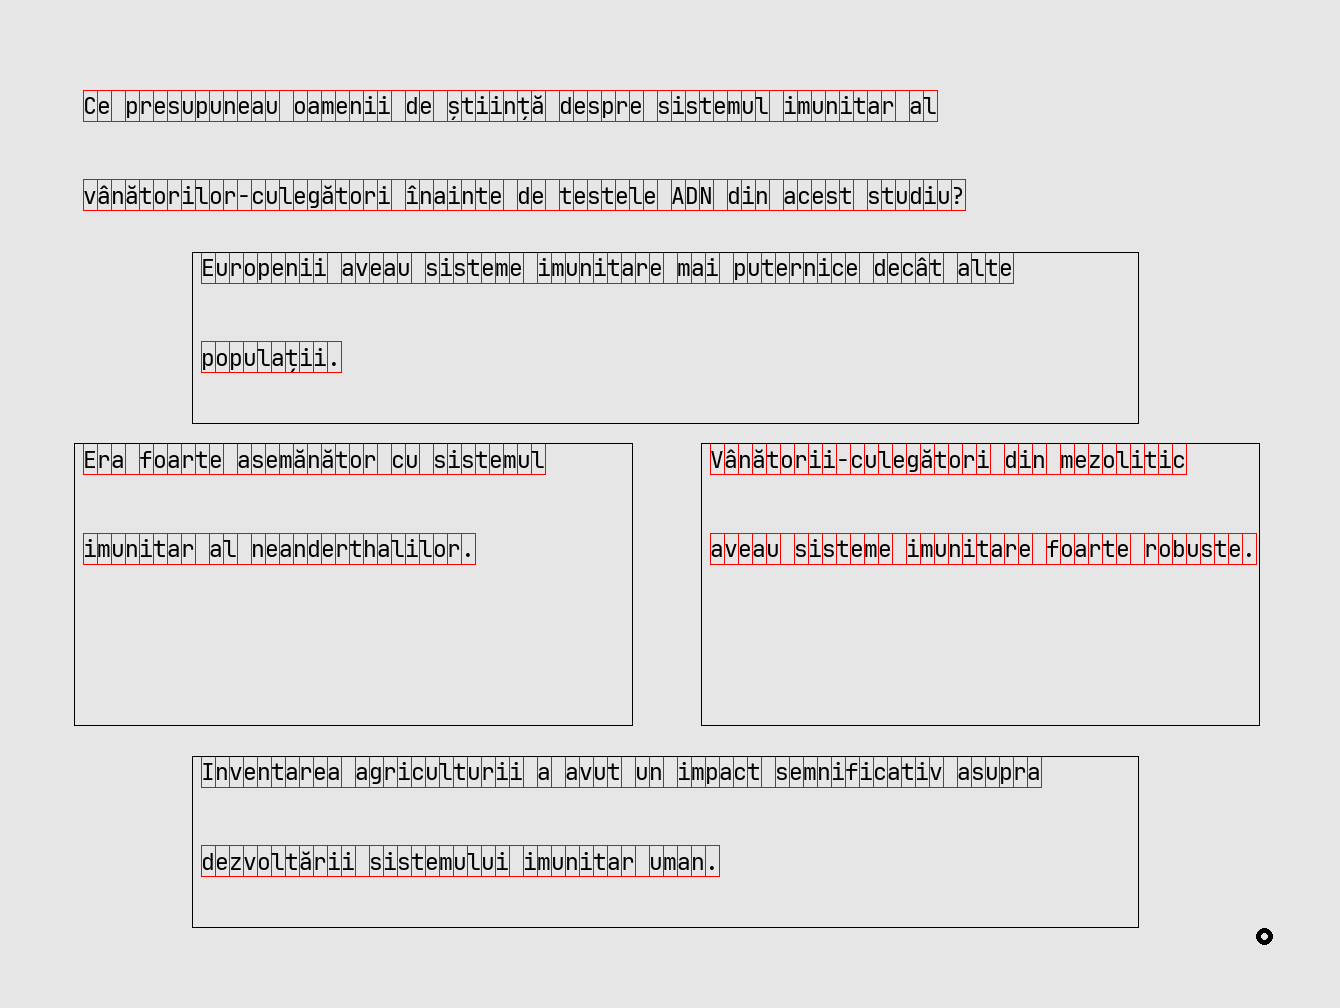 Ce presupuneau oamenii de știință despre sistemul imunitar al
vânătorilor-culegători înainte de testele ADN din acest studiu?
Europenii aveau sisteme imunitare mai puternice decât alte
populații.
Era foarte asemănător cu sistemul
imunitar al neanderthalilor.
Vânătorii-culegători din mezolitic
aveau sisteme imunitare foarte robuste.
Inventarea agriculturii a avut un impact semnificativ asupra
dezvoltării sistemului imunitar uman.